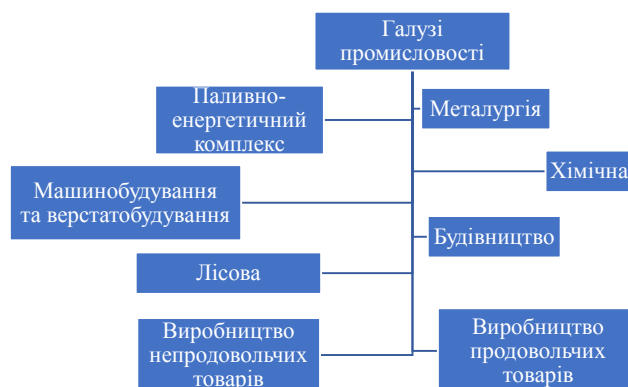 Галузі
промисловості
Паливно-
енергетичний
комплекс
Металургія
Хімічна
Машинобудування
та верстатобудування
Будівництво
Лісова
Виробництво
непродовольчих
товарів
Виробництво
продовольчих
товарів